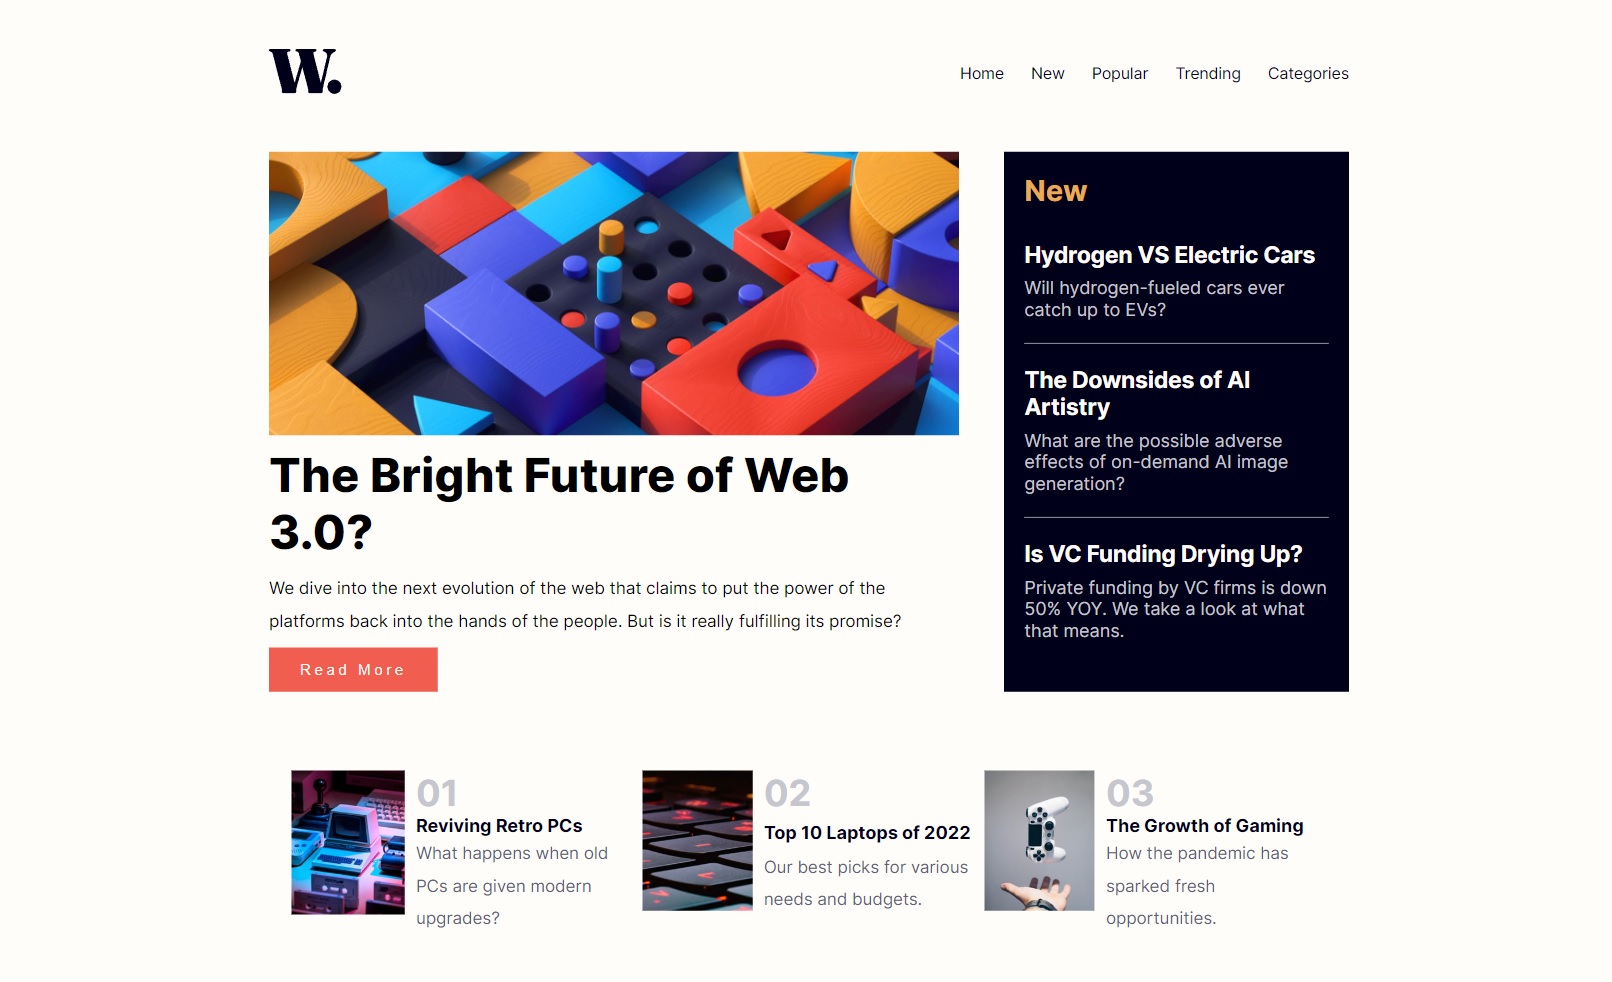 W.
Home New Popular Trending Categories
The Bright Future of Web
3.0?
We dive into the next evolution of the web that claims to put the power of the
platforms back into the hands of the people. But is it really fulfilling its promise?
Read More
New
Hydrogen VS Electric Cars
Will hydrogen-fueled cars ever
catch up to EVs?
The Downsides of AI
Artistry
What are the possible adverse
effects of on-demand AI image
generation?
Is VC Funding Drying Up?
Private funding by VC firms is down
50% YOY. We take a look at what
that means.
01
Reviving Retro PCs
What happens when old
PCs are given modern
upgrades?
02
Top 10 Laptops of 2022
Our best picks for various
needs and budgets.
03
The Growth of Gaming
How the pandemic has
sparked fresh
opportunities.